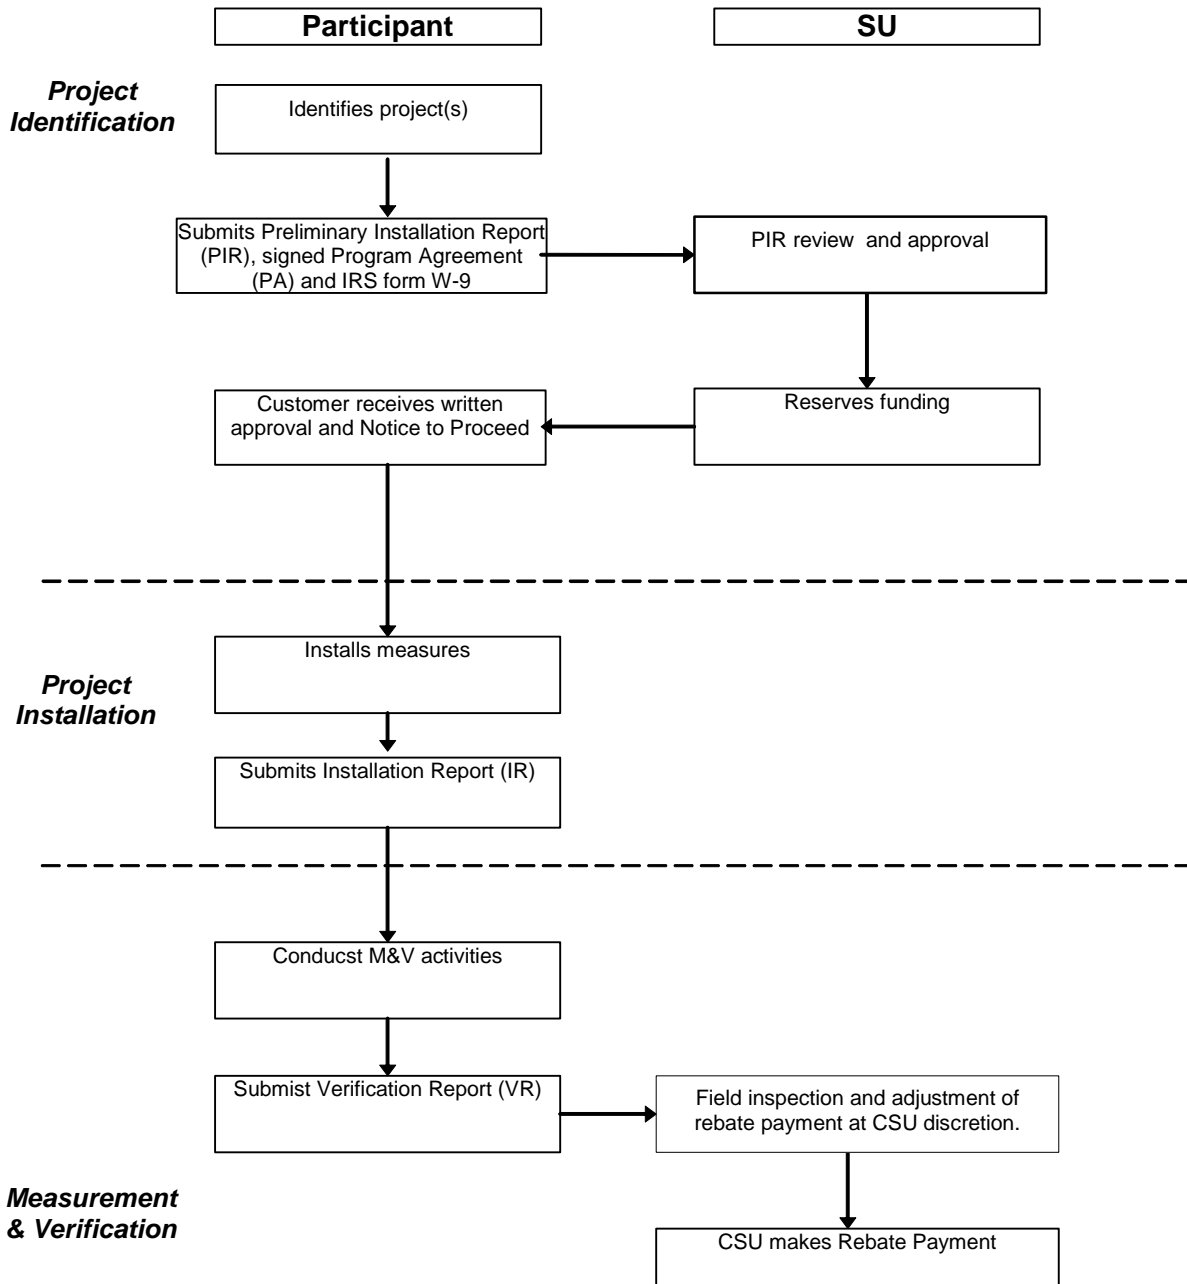 Participant
SU
Project
Identification
Identifies project(s)
Submits Preliminary Installation Report
(PIR), signed Program Agreement
(PA) and IRS form W-9
PIR review and approval
Customer receives written
approval and Notice to Proceed
Reserves funding
Project
Installation
Installs measures
Submits Installation Report (IR)
Conducst M&V activities
Submist Verification Report (VR)
Field inspection and adjustment of
rebate payment at CSU discretion.
Measurement
& Verification
CSU makes Rebate Payment